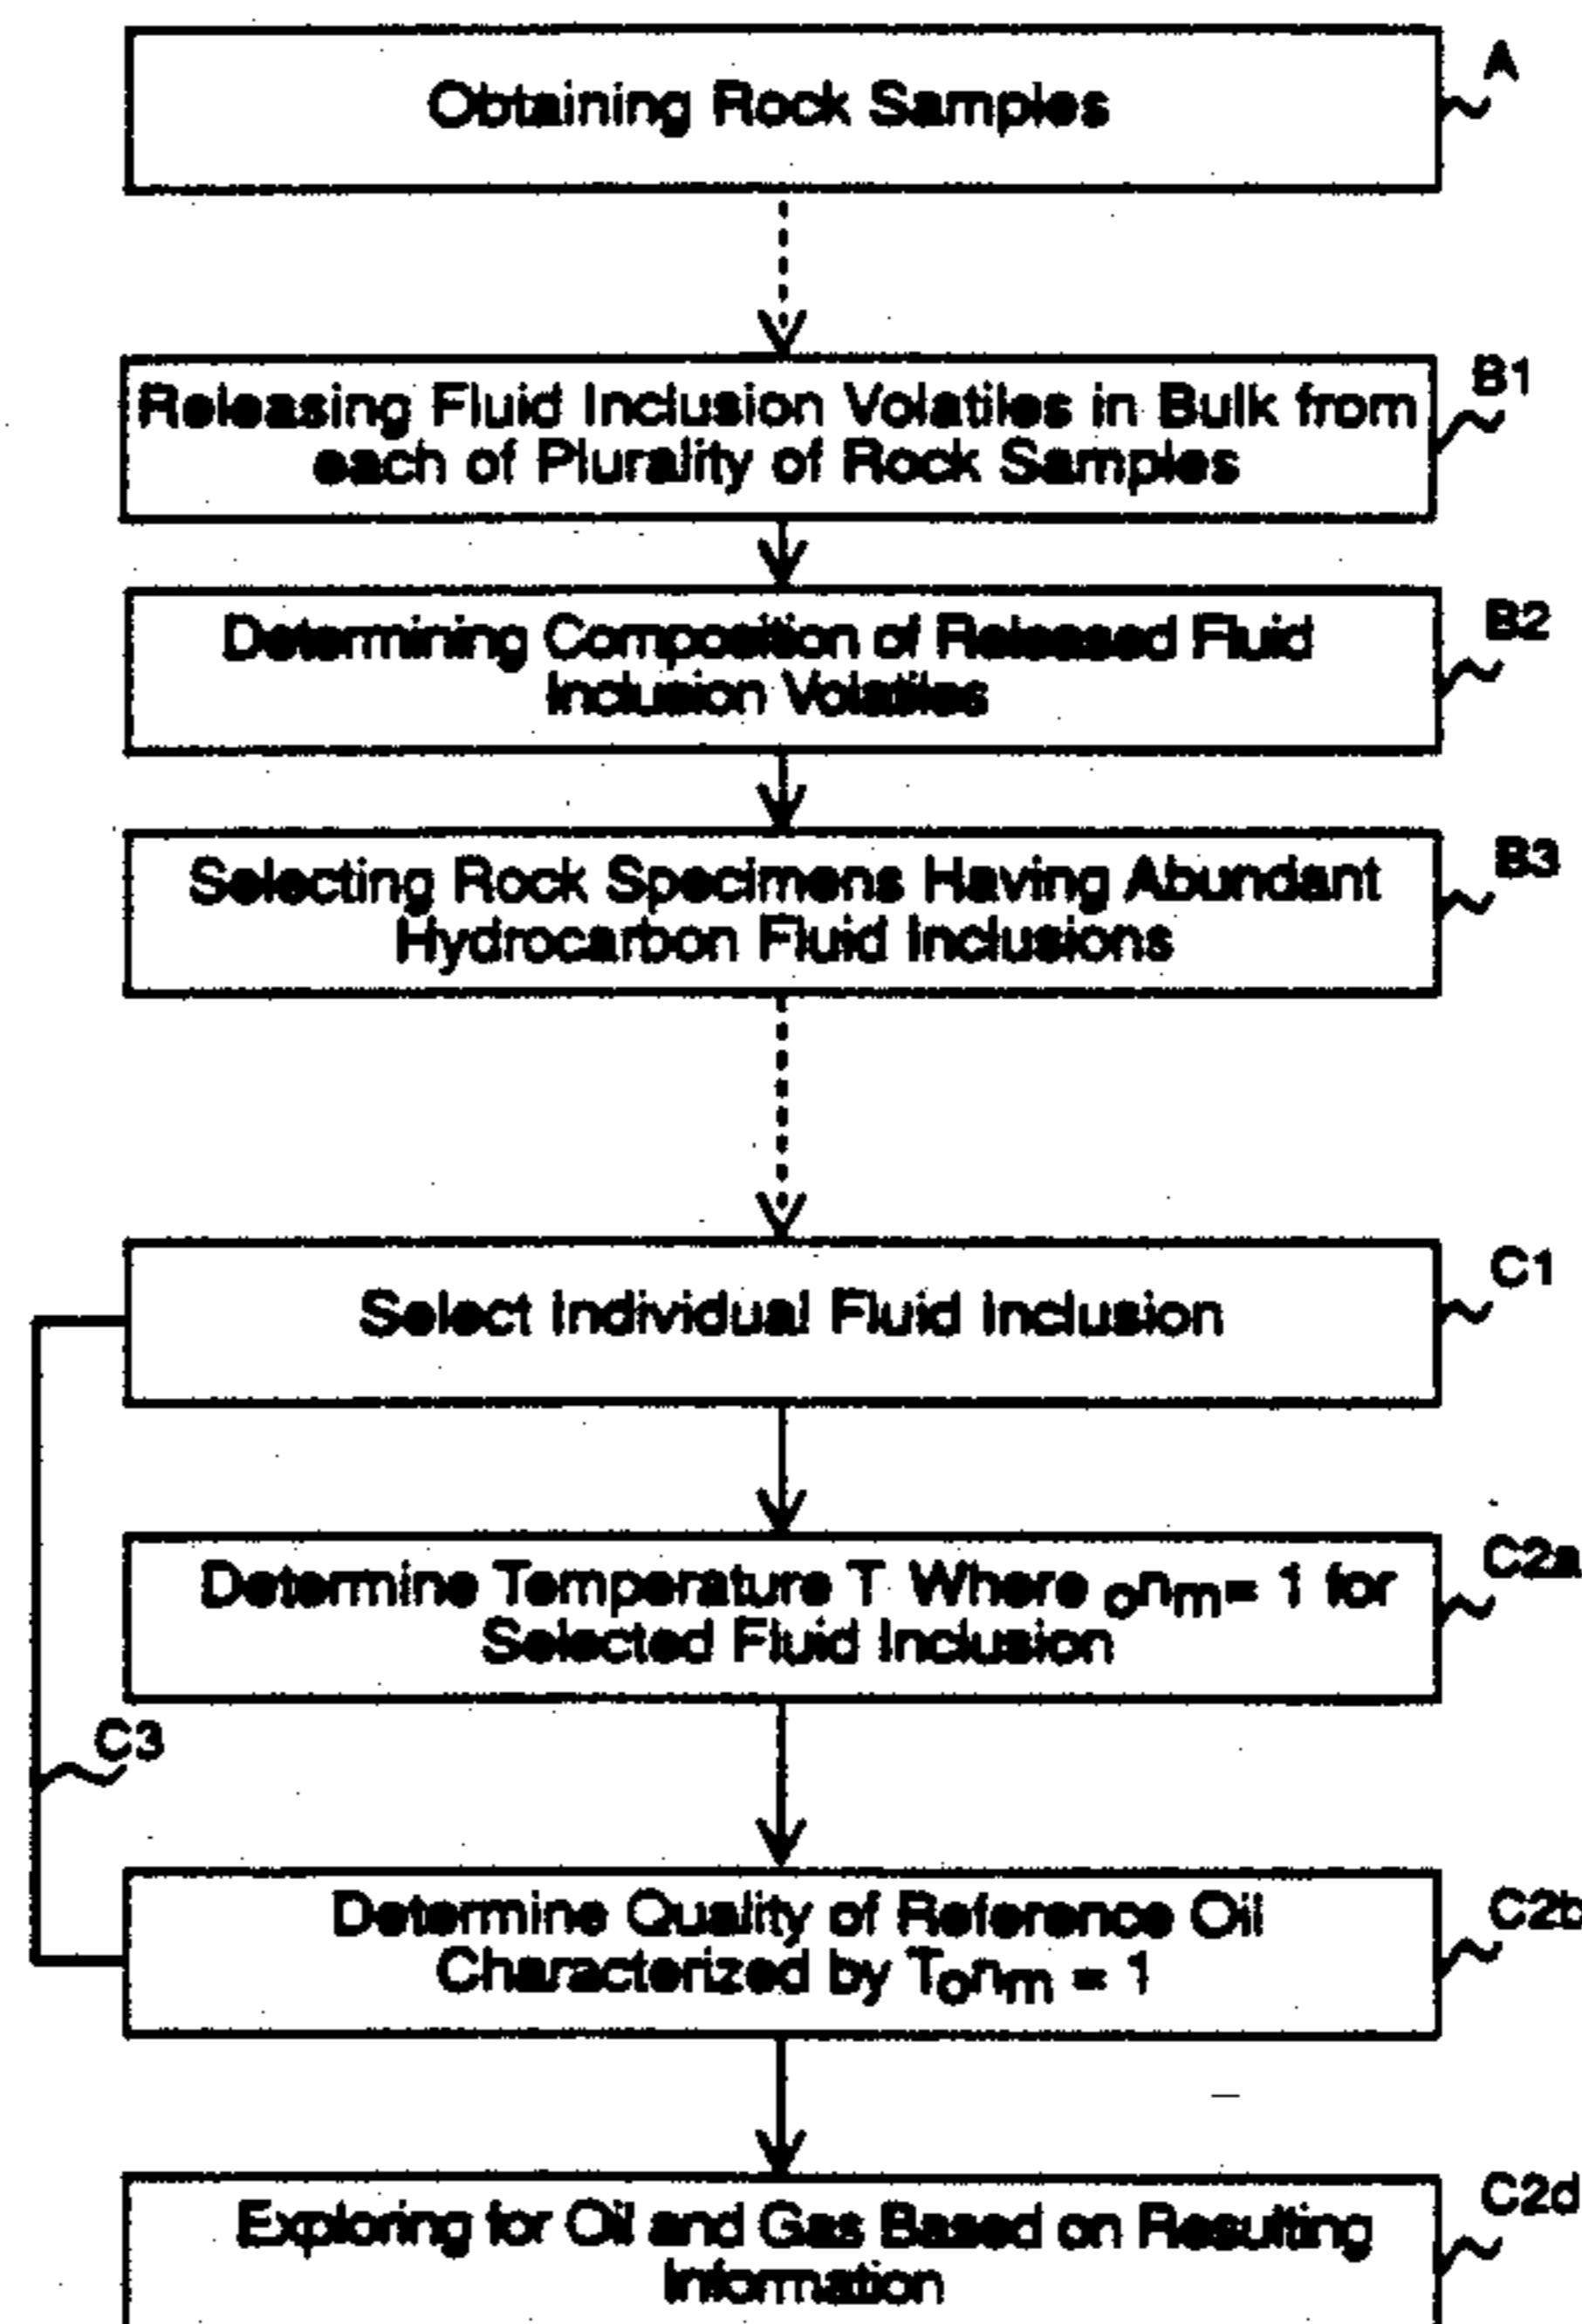 Obtaining Rock Samples
A
Releasing Fluid Inclusion Volatiles in Bulk from
each of Plurality of Rock Samples
B1
Determining Composition of Released Fluid
Inclusion Volatiles
B2
Selecting Rock Specimens Having Abundant
Hydrocarbon Fluid Inclusions
B3
Select Individual Fluid Inclusion
C1
Determine Temperature T Where onm= 1 for
Selected Fluid Inclusion
C2a
C3
Determine Quality of Reference Oil
Characterized by Tonm = 1
C2b
Exploring for Oil and Gas Based on Resulting
Information
C2d